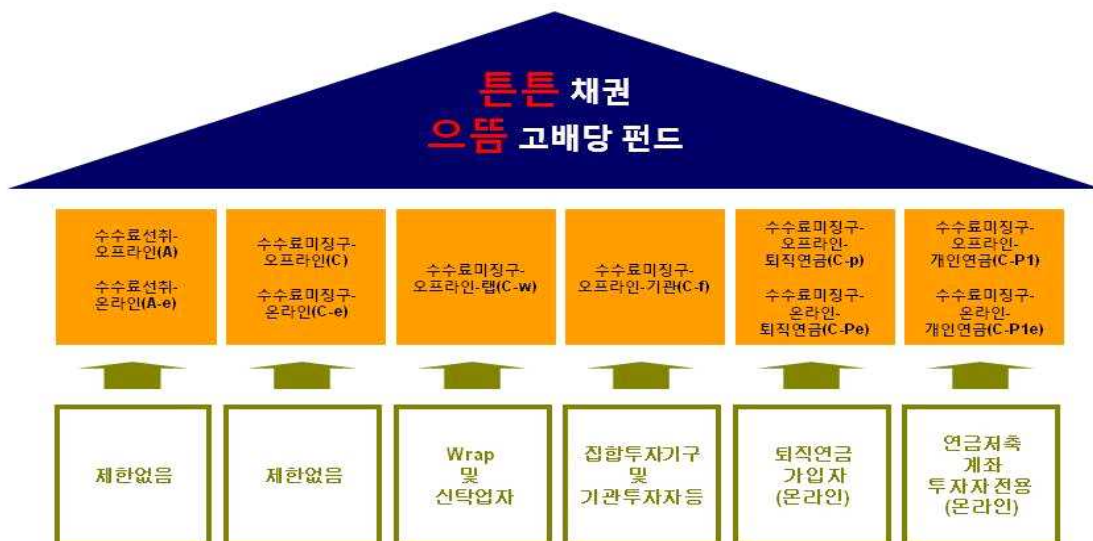 튼튼 채권
으뜸 고배당 펀드
수수료선취-
오프라인(A)
수수료선취-
온라인(A-e)
수수료미징구-
오프라인(C)
수수료미징구-
온라인(C-e)
수수료미징구-
오프라인-랩(C-w)
수수료미징구-
오프라인-기관(C-f)
수수료미징구-
오프라인-
퇴직연금(C-p)
수수료미징구-
온라인-
퇴직연금(C-Pe)
수수료미징구-
오프라인-
개인연금(C-P1)
수수료미징구-
온라인-
개인연금(C-P1e)
제한없음
제한없음
Wrap
및
신탁업자
집합투자기구
및
기관투자자등
퇴직연금
가입자
(온라인)
연금저축
계좌
투자자전용
(온라인)